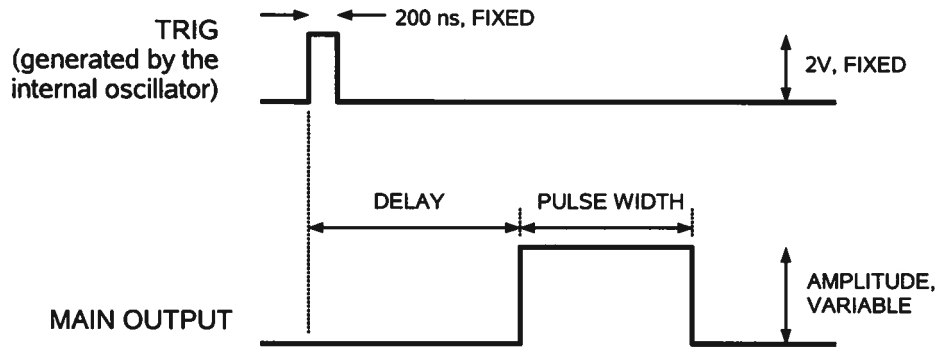 200 ns, FIXED
TRIG
(generated by the
internal oscillator)
2V, FIXED
DELAY
PULSE WIDTH
AMPLITUDE,
VARIABLE
MAIN OUTPUT